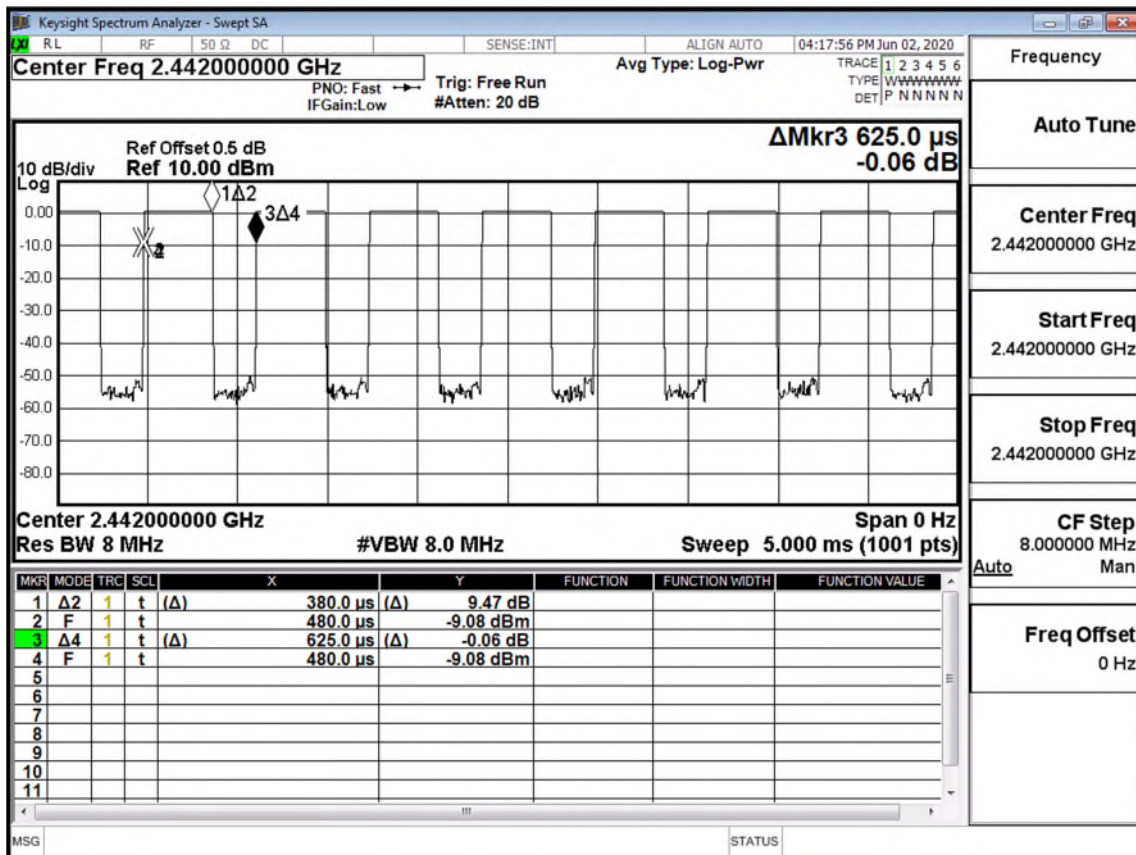 Keysight Spectrum Analyzer - Swept SA
LXI RL RF 50 Ω DC SENSE:INT ALIGN AUTO 04:17:56 PM Jun 02, 2020
Center Freq 2.442000000 GHz
PNO: Fast
IFGain:Low
Trig: Free Run
#Atten: 20 dB
Avg Type: Log-Pwr
TRACE 1 2 3 4 5 6
TYPE WWWWWWW
DET P N N N N N
ΔMkr3 625.0 µs
-0.06 dB
Ref Offset 0.5 dB
10 dB/div Ref 10.00 dBm
Log
1Δ2
3Δ4
0.00
-10.0
-20.0
-30.0
-40.0
-50.0
-60.0
-70.0
-80.0
Center 2.442000000 GHz Span 0 Hz
Res BW 8 MHz #VBW 8.0 MHz Sweep 5.000 ms (1001 pts)
MKR MODE TRC SCL X Y FUNCTION FUNCTION WIDTH FUNCTION VALUE
1 Δ2 1 t (Δ) 380.0 µs (Δ) 9.47 dB
2 F 1 t 480.0 µs -9.08 dBm
3 Δ4 1 t (Δ) 625.0 µs (Δ) -0.06 dB
4 F 1 t 480.0 µs -9.08 dBm
5
6
7
8
9
10
11
MSG STATUS
Frequency
Auto Tune
Center Freq
2.442000000 GHz
Start Freq
2.442000000 GHz
Stop Freq
2.442000000 GHz
CF Step
8.000000 MHz
Auto Man
Freq Offset
0 Hz